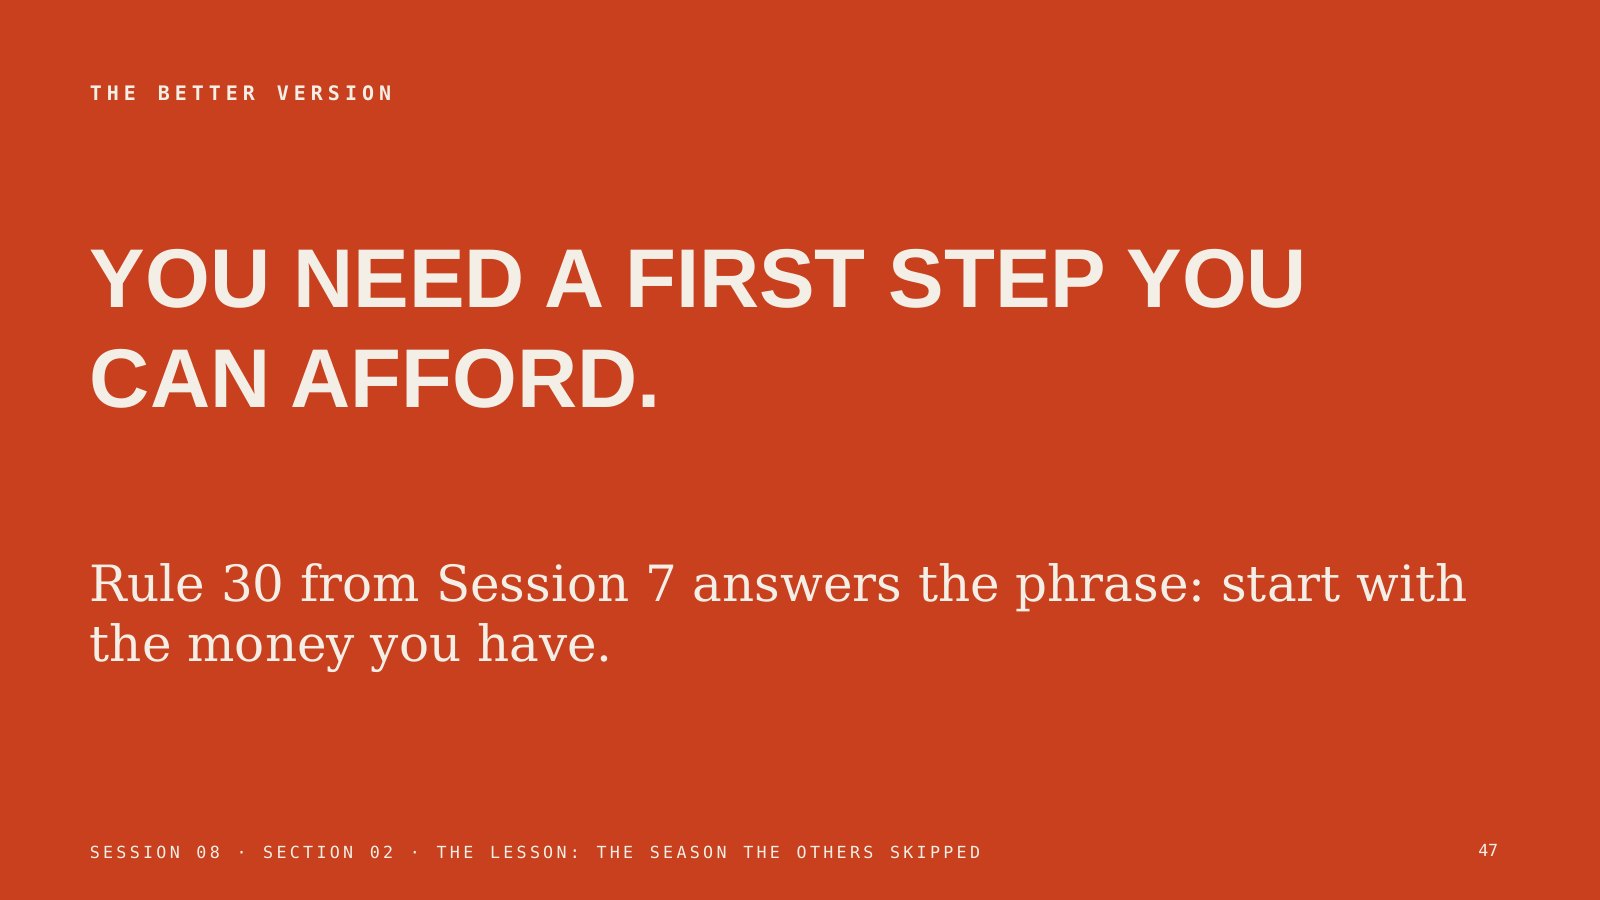 THE BETTER VERSION
YOU NEED A FIRST STEP YOU
CAN AFFORD.
Rule 30 from Session 7 answers the phrase: start with
the money you have.
SESSION 08 · SECTION 02 · THE LESSON: THE SEASON THE OTHERS SKIPPED
47